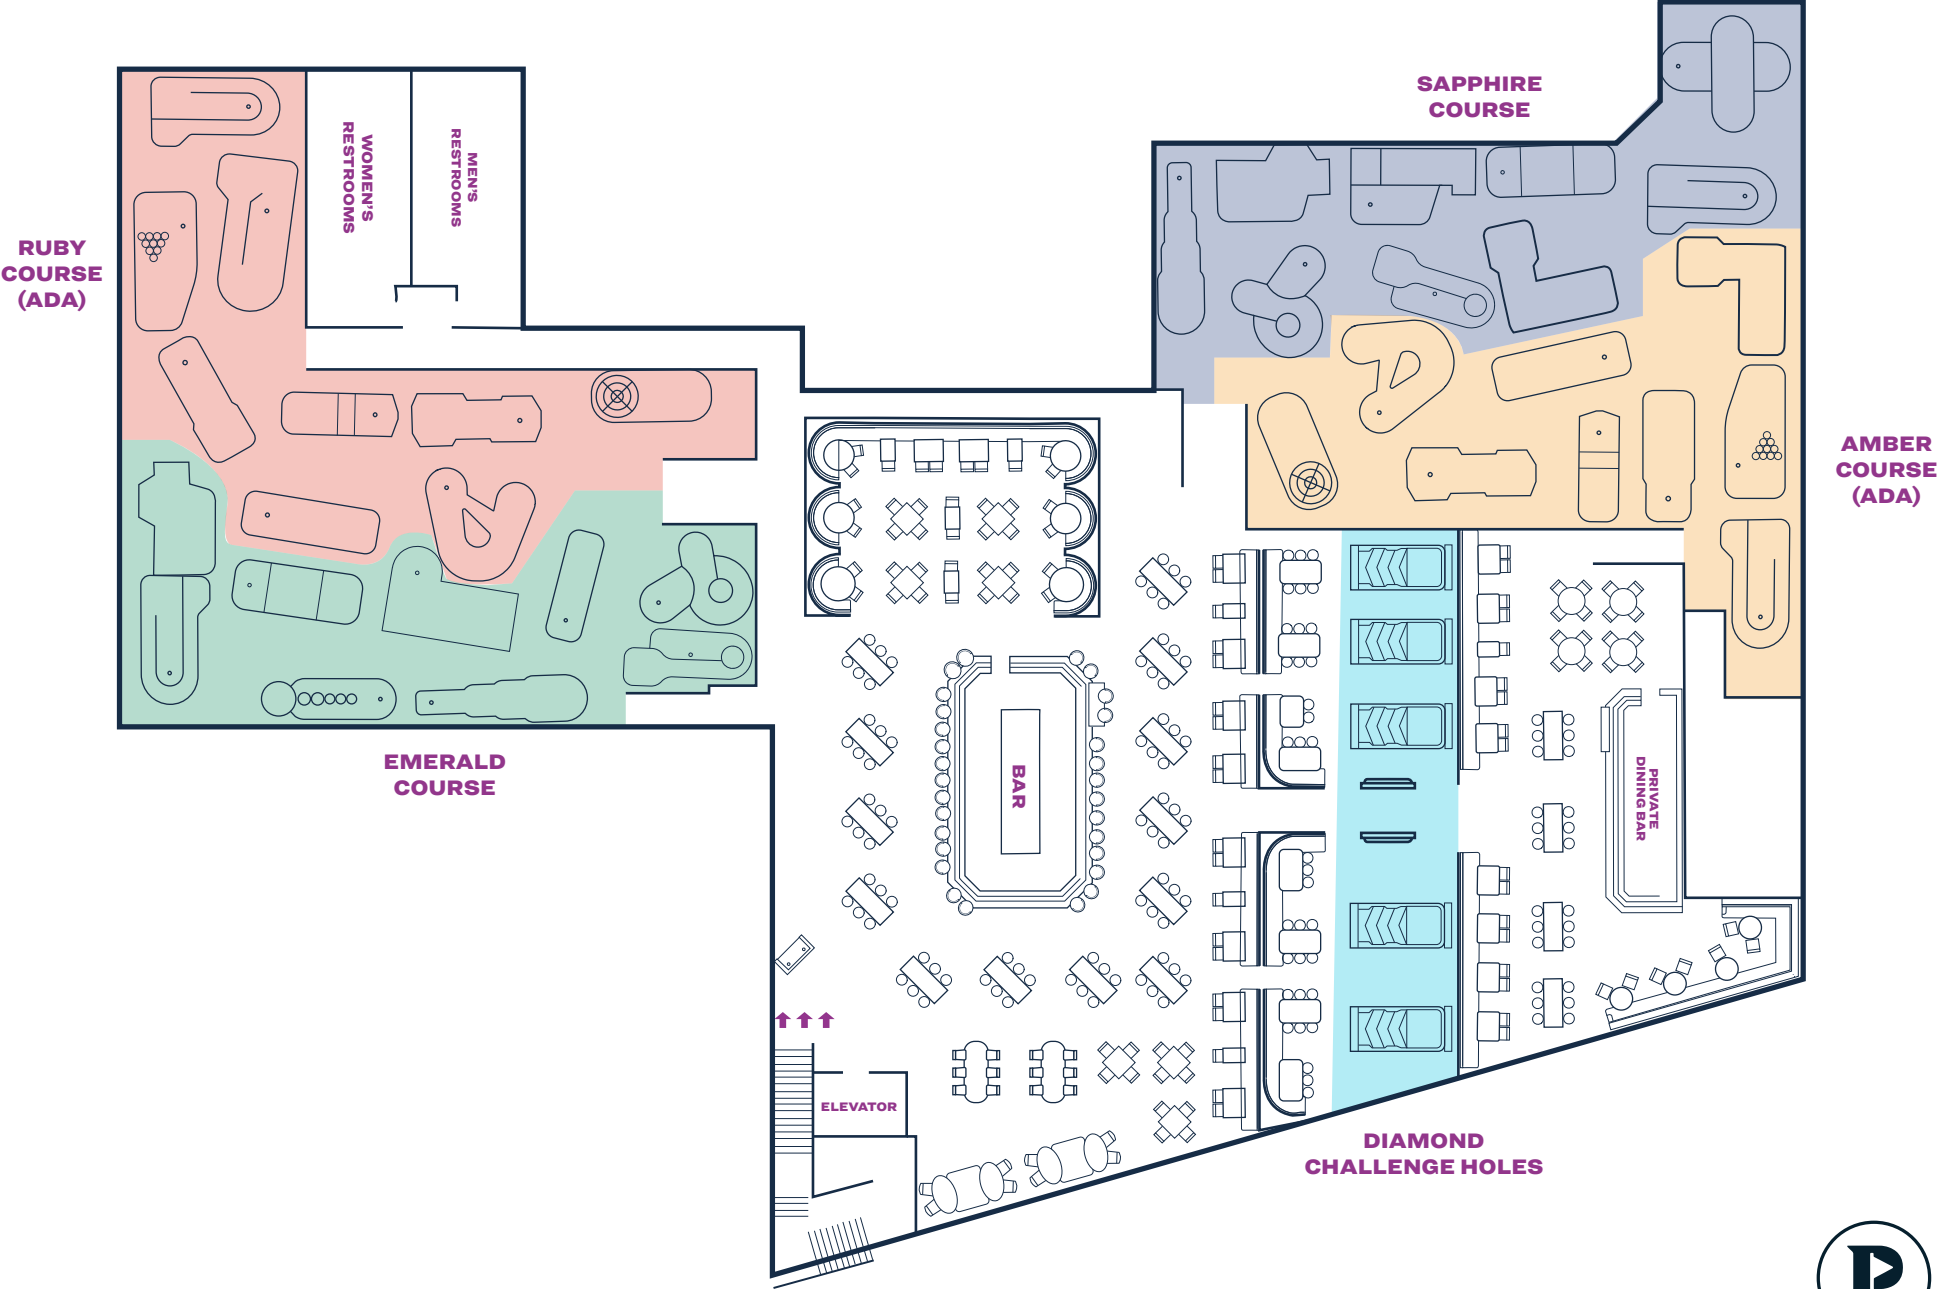 SAPPHIRE
COURSE
WOMEN'S
RESTROOMS
MEN'S
RESTROOMS
RUBY
COURSE
(ADA)
AMBER
COURSE
(ADA)
EMERALD
COURSE
BAR
PRIVATE
DINING BAR
ELEVATOR
DIAMOND
CHALLENGE HOLES
P